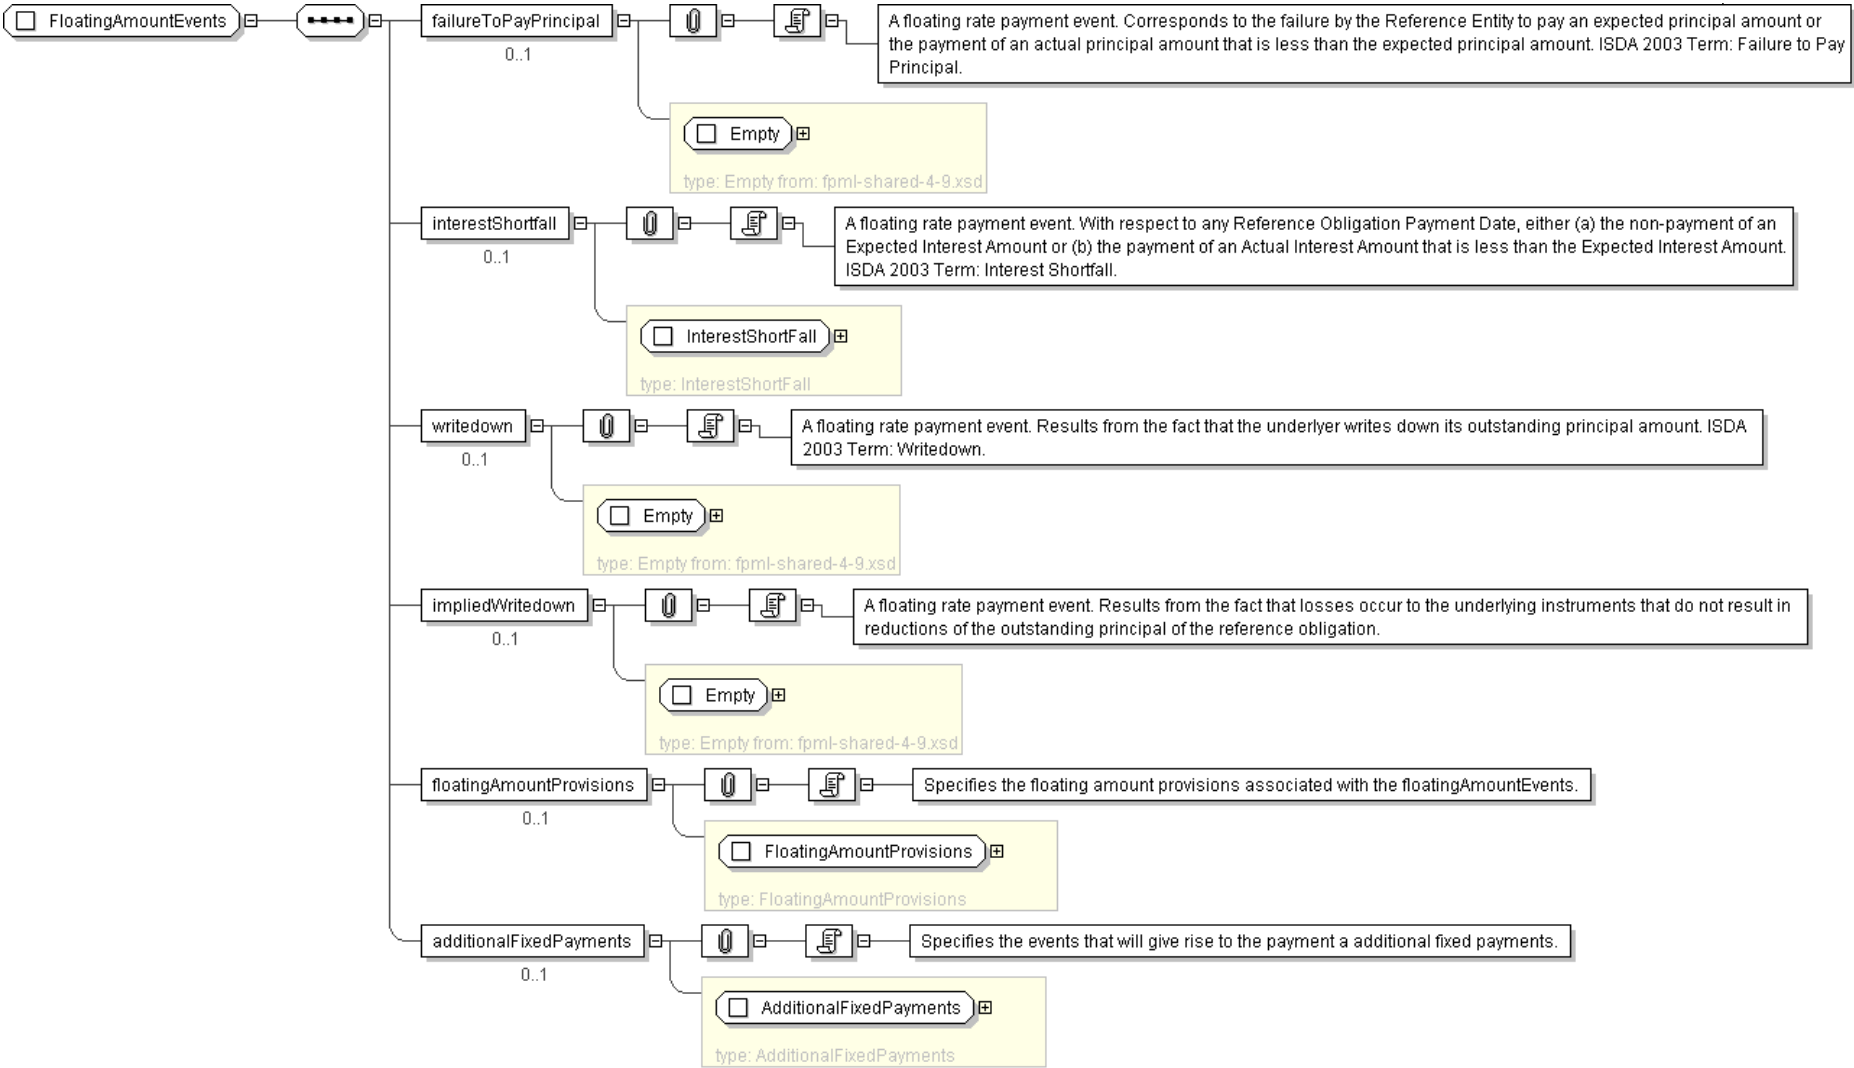 FloatingAmountEvents
failureToPayPrincipal
0..1
A floating rate payment event. Corresponds to the failure by the Reference Entity to pay an expected principal amount or
the payment of an actual principal amount that is less than the expected principal amount. ISDA 2003 Term: Failure to Pay
Principal.
Empty
type: Empty from: fpml-shared-4-9.xsd
interestShortfall
0..1
A floating rate payment event. With respect to any Reference Obligation Payment Date, either (a) the non-payment of an
Expected Interest Amount or (b) the payment of an Actual Interest Amount that is less than the Expected Interest Amount.
ISDA 2003 Term: Interest Shortfall.
InterestShortFall
type: InterestShortFall
writedown
0..1
A floating rate payment event. Results from the fact that the underlyer writes down its outstanding principal amount. ISDA
2003 Term: Writedown.
Empty
type: Empty from: fpml-shared-4-9.xsd
impliedWritedown
0..1
A floating rate payment event. Results from the fact that losses occur to the underlying instruments that do not result in
reductions of the outstanding principal of the reference obligation.
Empty
type: Empty from: fpml-shared-4-9.xsd
floatingAmountProvisions
0..1
Specifies the floating amount provisions associated with the floatingAmountEvents.
FloatingAmountProvisions
type: FloatingAmountProvisions
additionalFixedPayments
0..1
Specifies the events that will give rise to the payment a additional fixed payments.
AdditionalFixedPayments
type: AdditionalFixedPayments